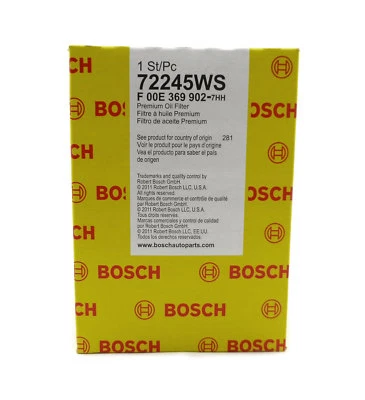 1 St/Pc
72245WS
F 00E 369 902-7HH
Premium Oil Filter
Filtre à huile Premium
Filtro de aceite Premium
See product for country of origin 281
Voir le produit pour le pays d'origine
Vea el producto para saber el país
de origen
Trademarks and quality control by
Robert Bosch GmbH.
© 2011 Robert Bosch LLC, U.S.A.
All rights reserved.
Marques de commerce et contrôle de qualité
par Robert Bosch GmbH.
© 2011 Robert Bosch LLC, U.S.A.
Tous droits réservés.
Marcas comerciales y control de calidad
por Robert Bosch GmbH.
© 2011 Robert Bosch LLC, EE.UU.
Todos los derechos reservados.
www.boschautoparts.com
BOSCH
BOSCH
BOSCH
BOSCH
BOSCH